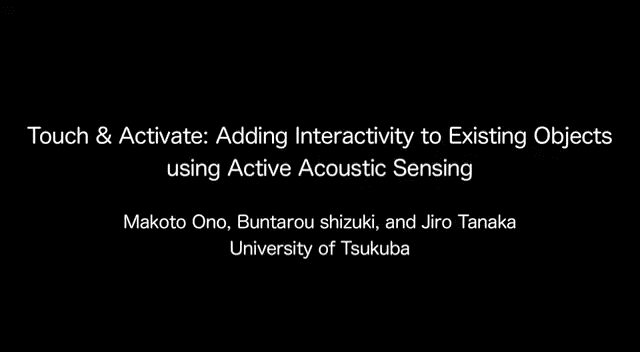 Touch & Activate: Adding Interactivity to Existing Objects
using Active Acoustic Sensing
Makoto Ono, Buntarou shizuki, and Jiro Tanaka
University of Tsukuba